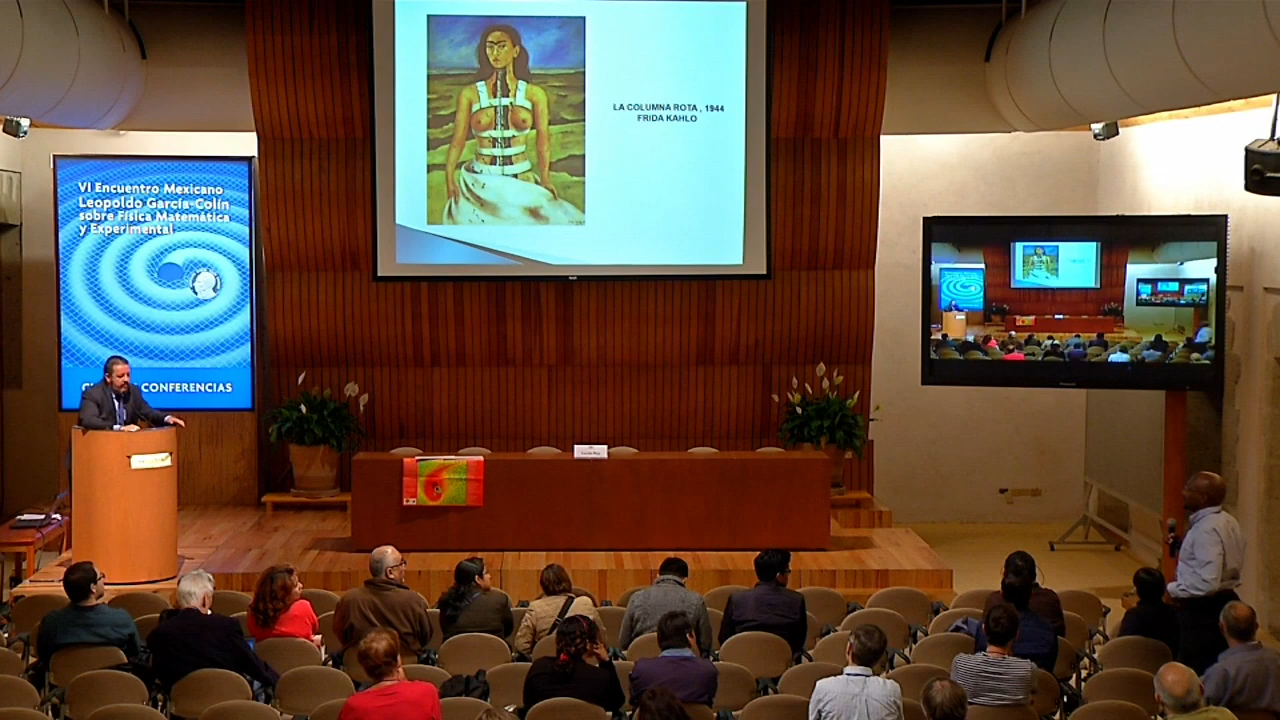 LA COLUMNA ROTA , 1944
FRIDA KAHLO
VI Encuentro Mexicano
Leopoldo García-Colín
sobre Física Matemática
y Experimental
CONFERENCIAS